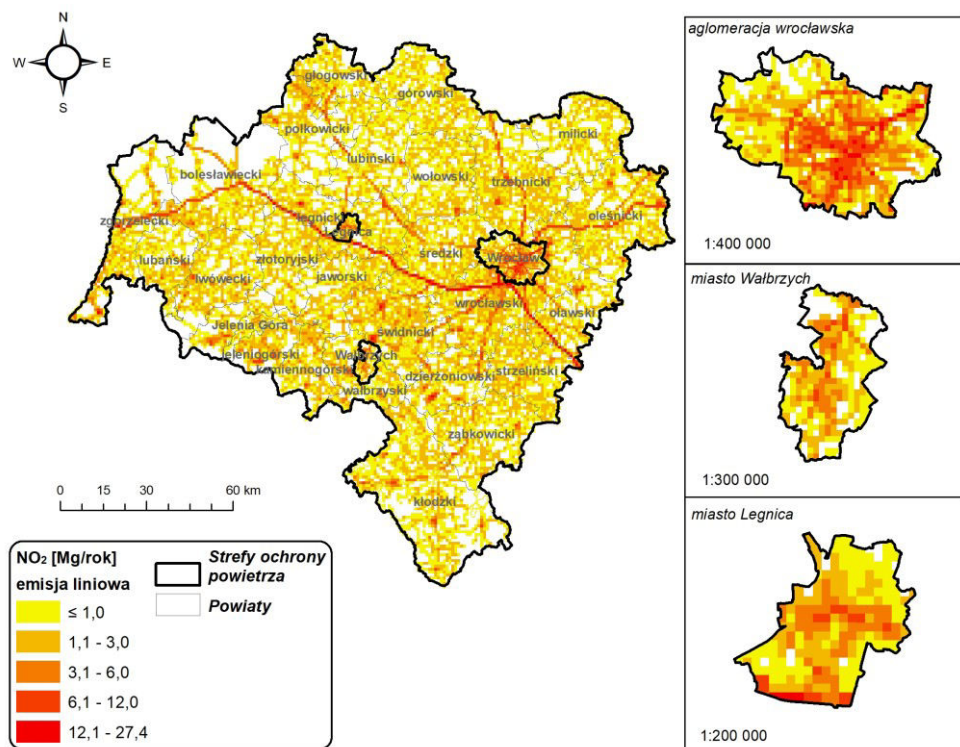 N
W E
S
głogowski
górowski
polkowicki
milicki
lubiński
bolesławiecki
wołowski
trzebnicki
oleśnicki
zgorzelecki
legnicki
Legnica
średzki
Wrocław
lubański
złotoryjski
lwówecki
jaworski
wrocławski
oławski
Jelenia Góra
świdnicki
jeleniogórski
Wałbrzych
kamiennogórski
dzierżoniowski
strzeliński
wałbrzyski
ząbkowicki
kłodzki
0 15 30 60 km
NO₂ [Mg/rok]
emisja liniowa
≤ 1,0
1,1 - 3,0
3,1 - 6,0
6,1 - 12,0
12,1 - 27,4
Strefy ochrony
powietrza
Powiaty
aglomeracja wrocławska
1:400 000
miasto Wałbrzych
1:300 000
miasto Legnica
1:200 000